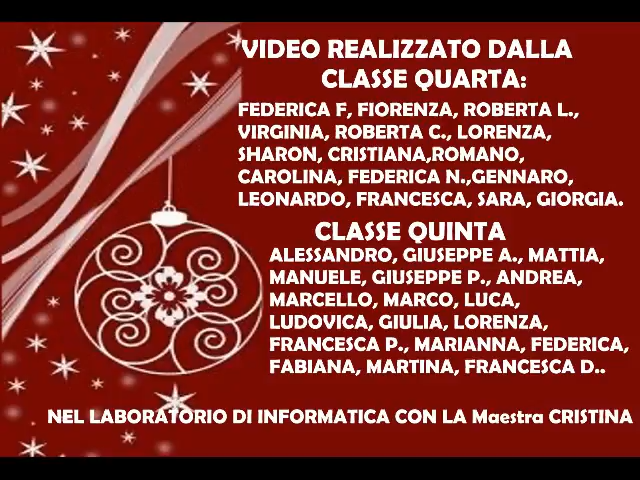 VIDEO REALIZZATO DALLA
CLASSE QUARTA:
FEDERICA F, FIORENZA, ROBERTA L.,
VIRGINIA, ROBERTA C., LORENZA,
SHARON, CRISTIANA,ROMANO,
CAROLINA, FEDERICA N.,GENNARO,
LEONARDO, FRANCESCA, SARA, GIORGIA.
CLASSE QUINTA
ALESSANDRO, GIUSEPPE A., MATTIA,
MANUELE, GIUSEPPE P., ANDREA,
MARCELLO, MARCO, LUCA,
LUDOVICA, GIULIA, LORENZA,
FRANCESCA P., MARIANNA, FEDERICA,
FABIANA, MARTINA, FRANCESCA D..
NEL LABORATORIO DI INFORMATICA CON LA Maestra CRISTINA